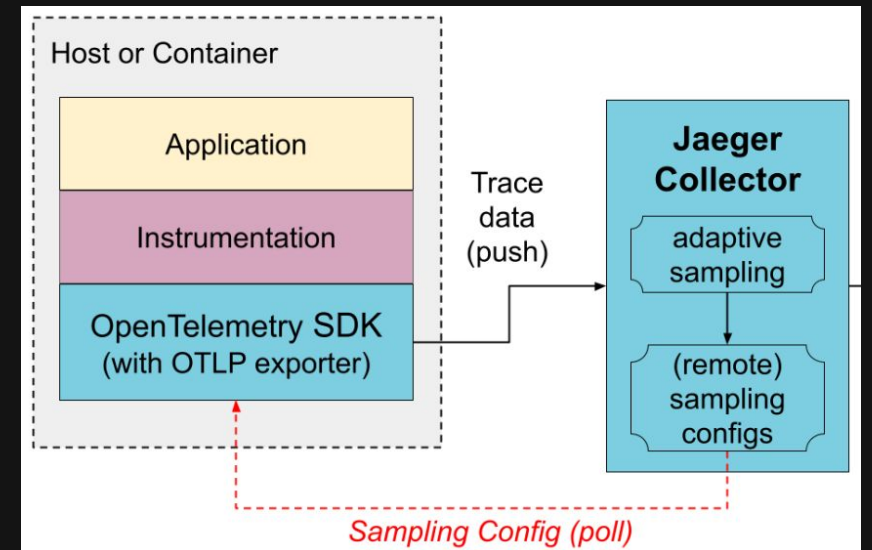 Host or Container
Application
Instrumentation
OpenTelemetry SDK
(with OTLP exporter)
Trace
data
(push)
Jaeger
Collector
adaptive
sampling
(remote)
sampling
configs
Sampling Config (poll)